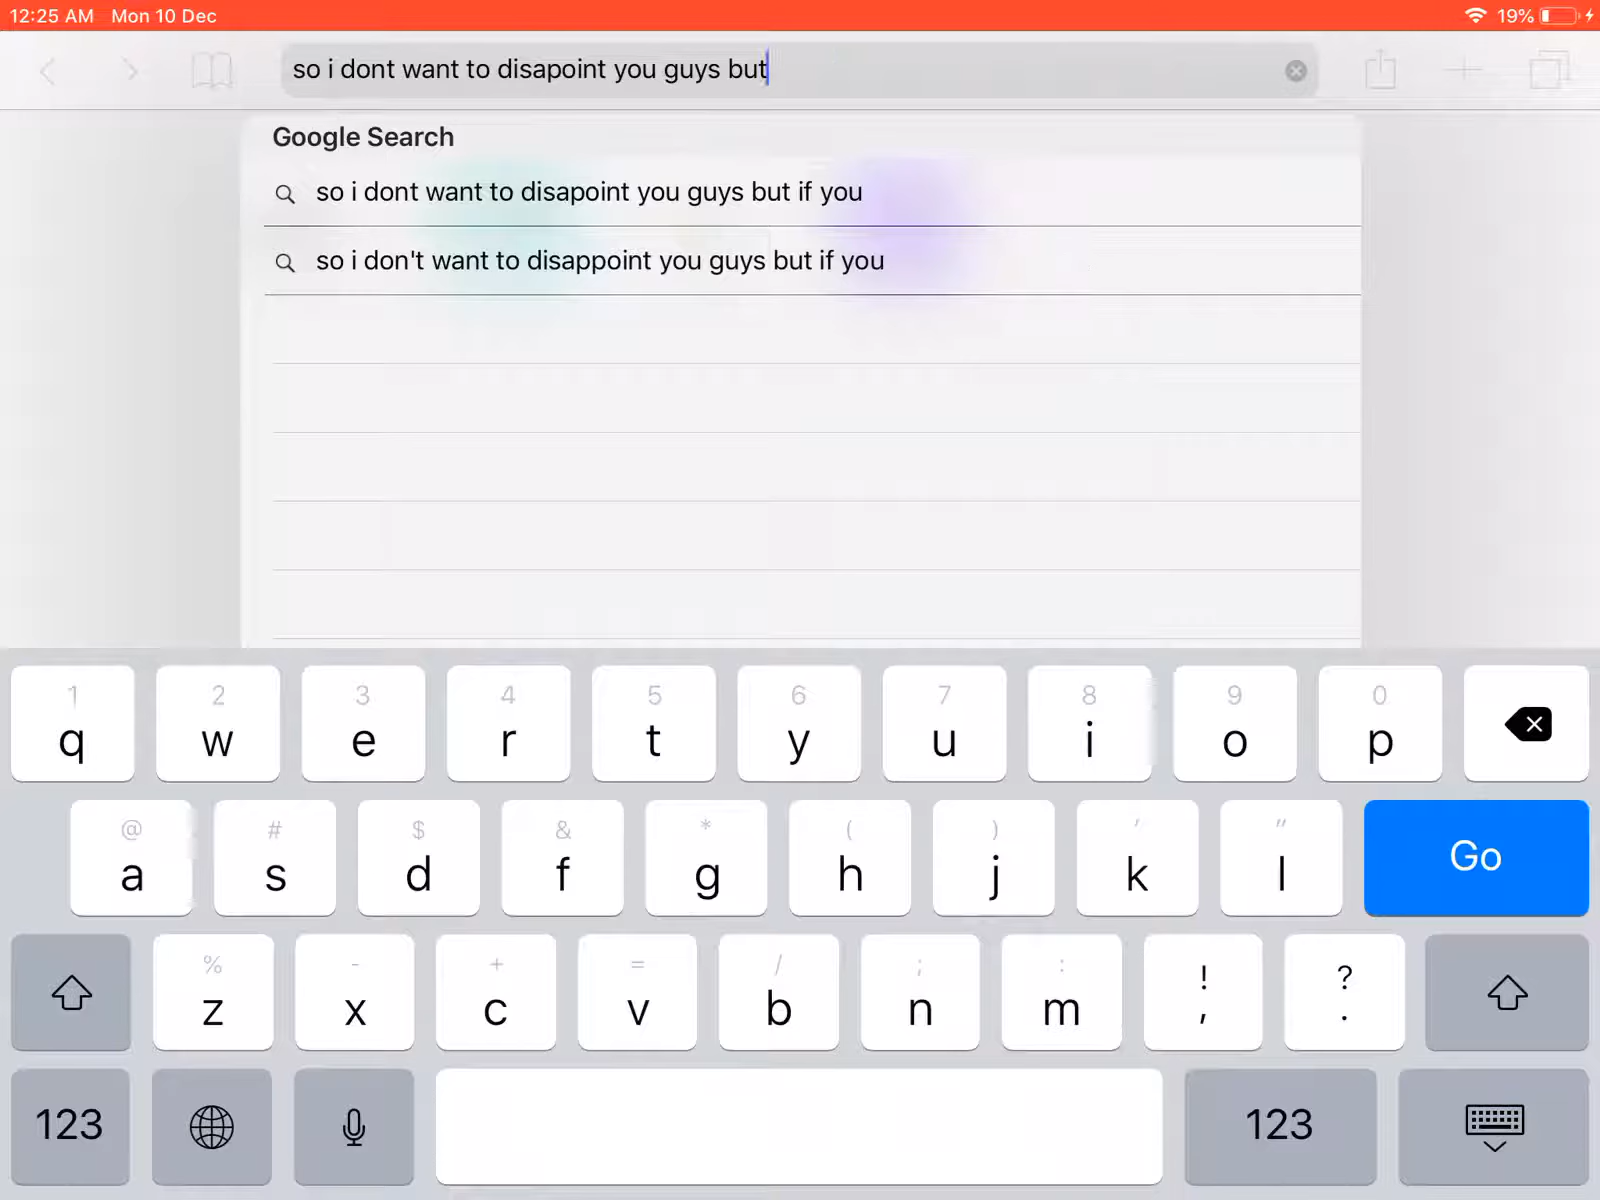 12:25 AM Mon 10 Dec 19%
so i dont want to disapoint you guys but
Google Search
so i dont want to disapoint you guys but if you
so i don't want to disappoint you guys but if you
1 2 3 4 5 6 7 8 9 0
q w e r t y u i o p
@ # $ & * ( ) ' "
a s d f g h j k l Go
% - + = / ; : ! ?
z x c v b n m , .
123 123